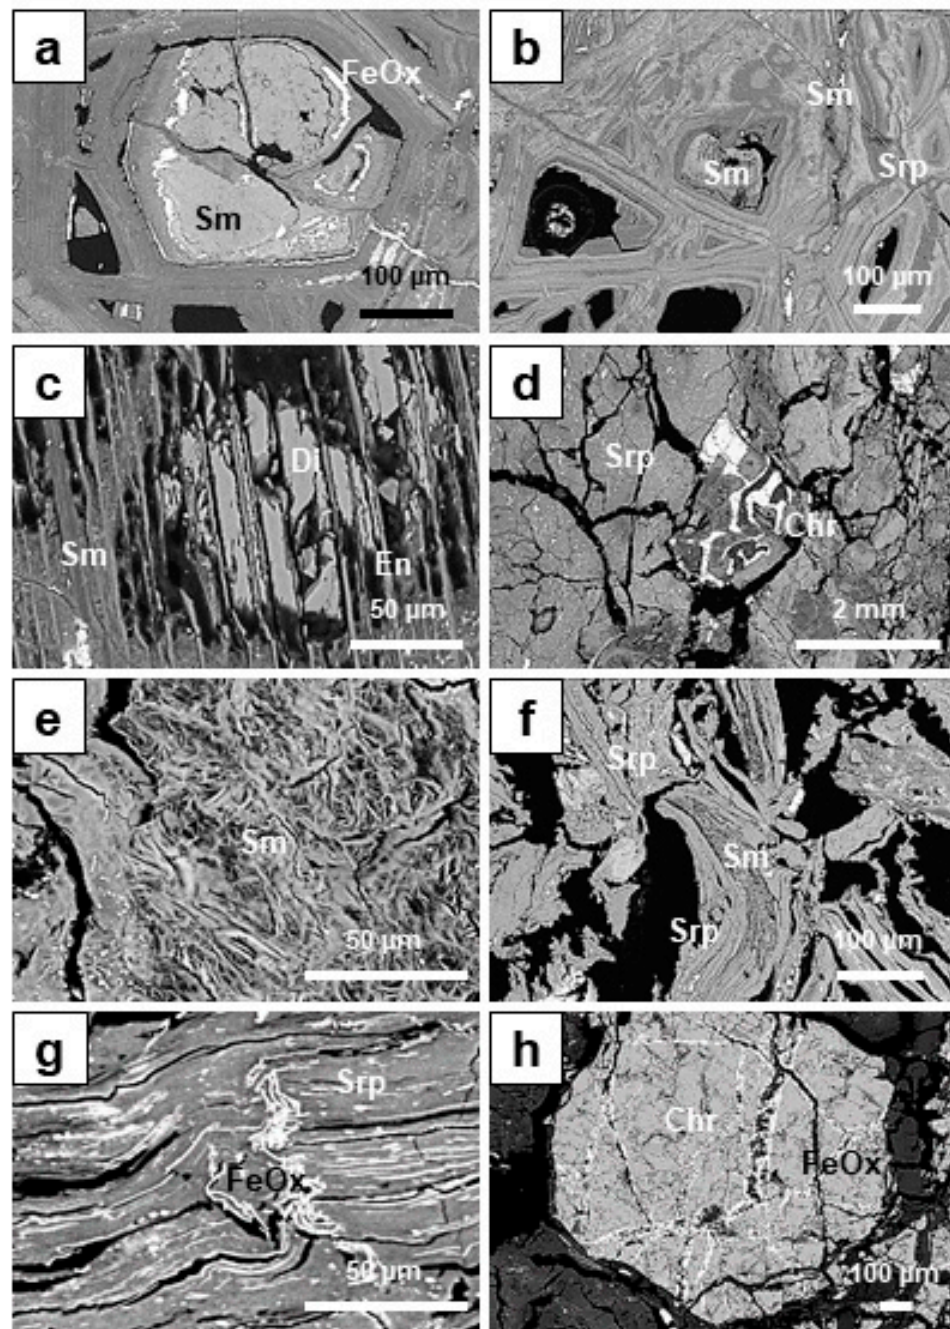 a
FeOx
Sm
100 µm
b
Sm
Sm
Srp
100 µm
c
Di
Sm
En
50 µm
d
Srp
Chr
2 mm
e
Sm
50 µm
f
Srp
Sm
Srp
100 µm
g
Srp
FeOx
50 µm
h
Chr
FeOx
100 µm